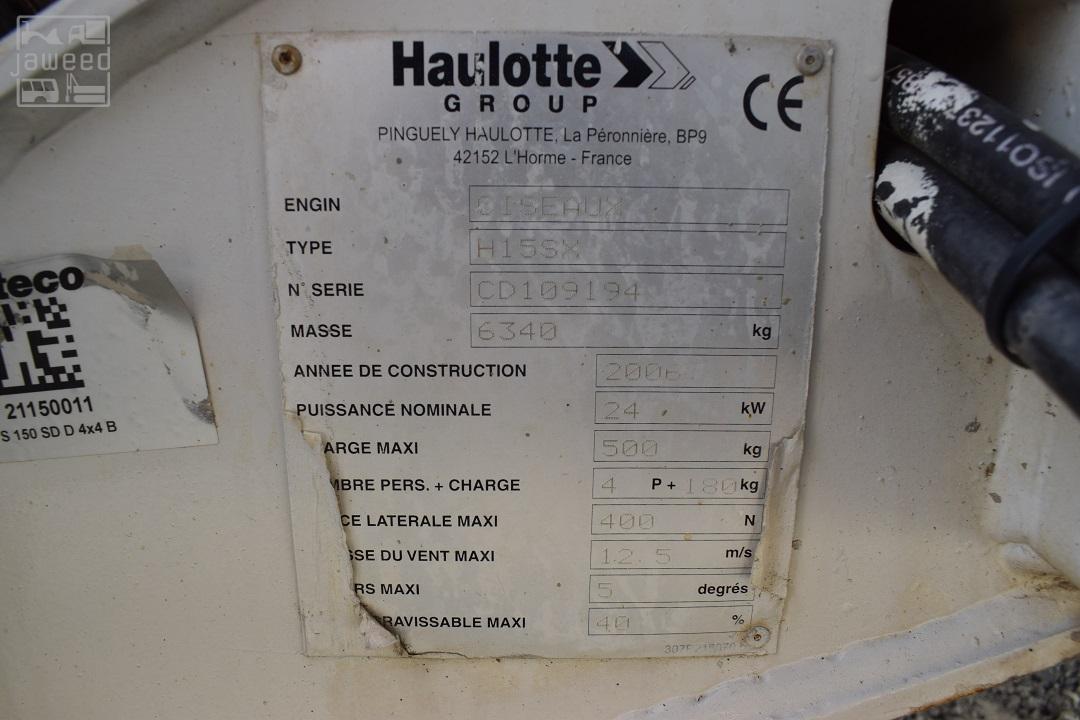 jaweed
Haulotte
GROUP
CE
PINGUELY HAULOTTE, La Péronnière, BP9
42152 L'Horme - France
ENGIN CISEAUX
TYPE H15SX
N° SERIE CD109194
MASSE 6340 kg
ANNEE DE CONSTRUCTION 2006
PUISSANCE NOMINALE 24 kW
ARGE MAXI 500 kg
MBRE PERS. + CHARGE 4 P + 180 kg
CE LATERALE MAXI 400 N
SSE DU VENT MAXI 12.5 m/s
RS MAXI 5 degrés
RAVISSABLE MAXI 40 %
teco
21150011
S 150 SD D 4x4 B